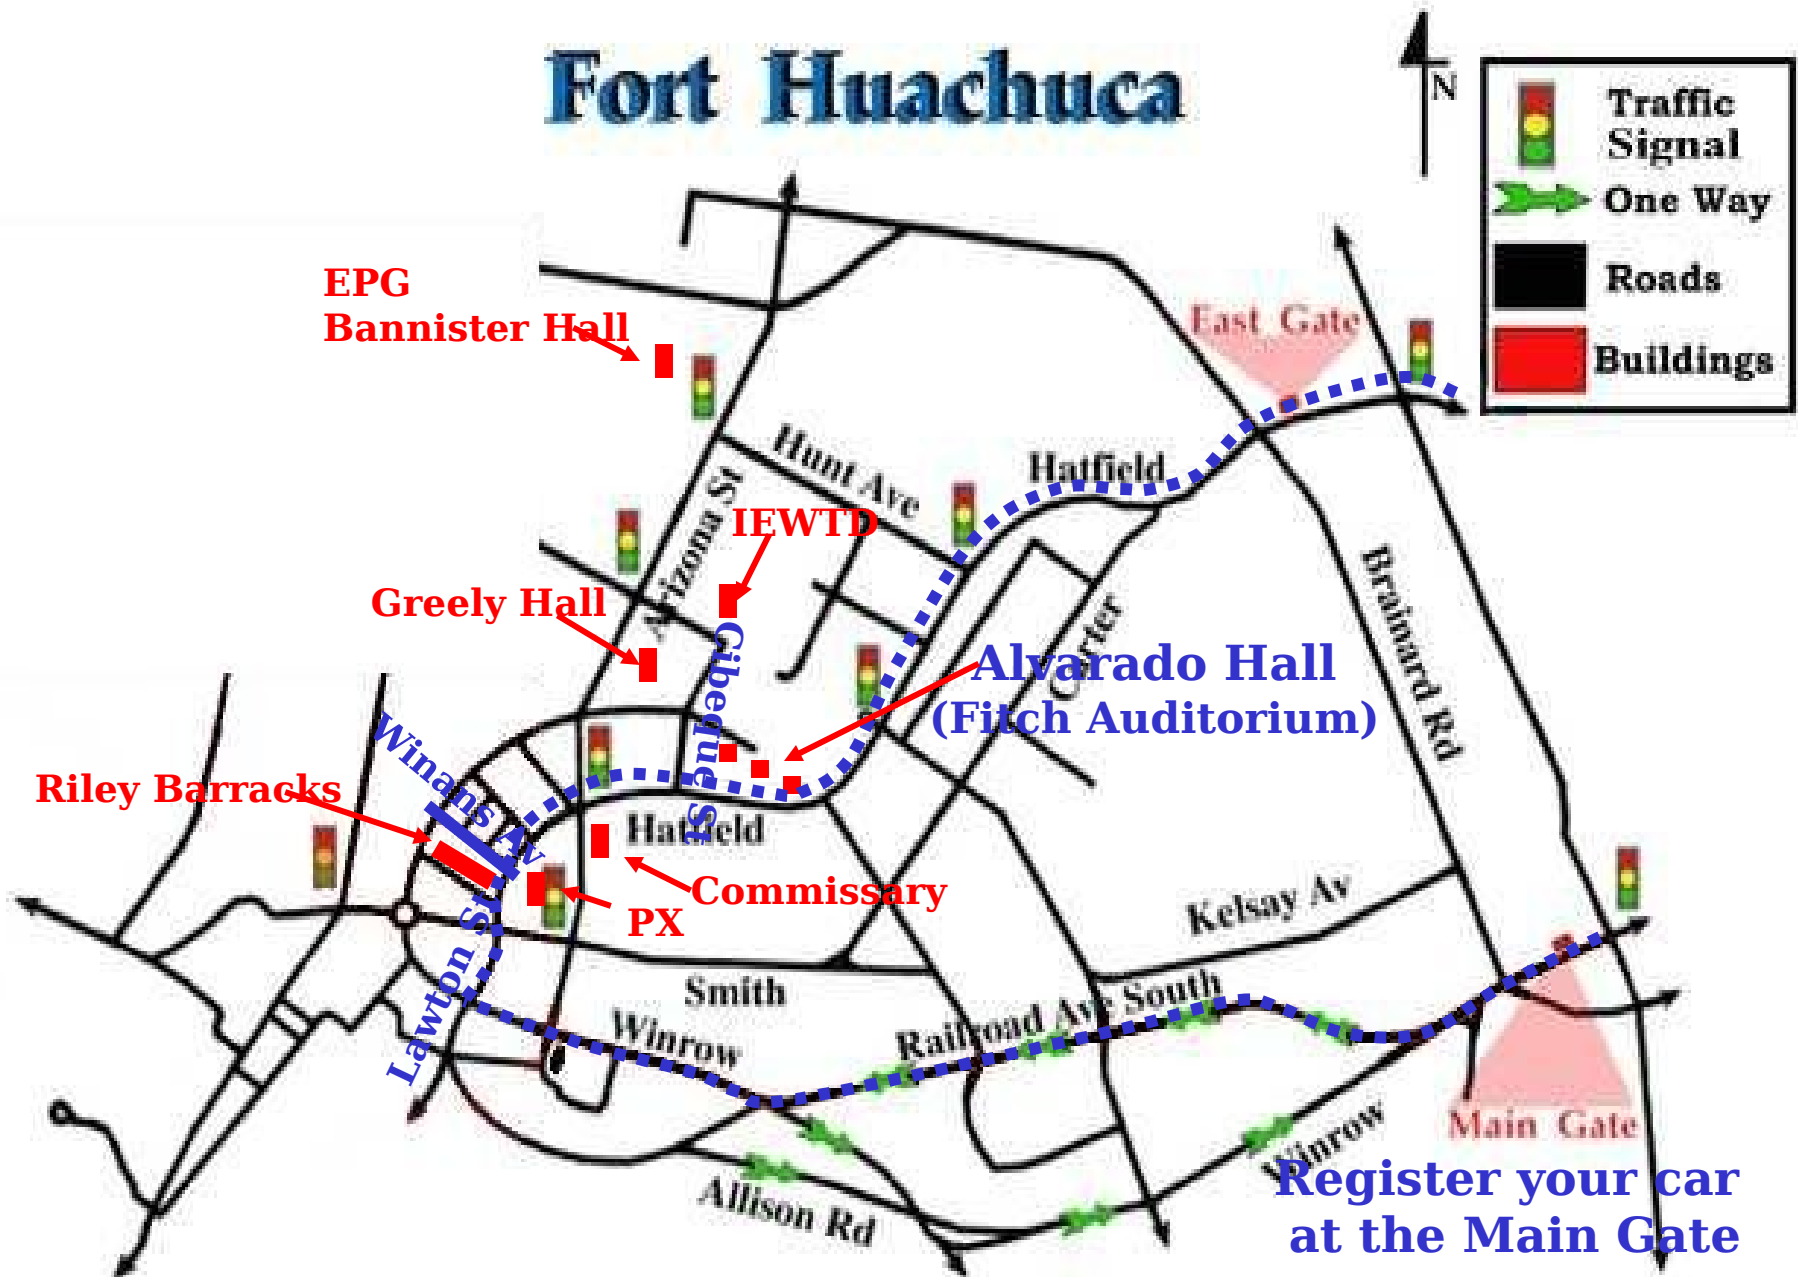 Fort Huachuca
N
Traffic
Signal
One Way
Roads
Buildings
EPG
Bannister Hall
East Gate
Hunt Ave
Hatfield
Arizona St
IEWTD
Greely Hall
Gibeque St
Carter
Brainard Rd
Alvarado Hall
(Fitch Auditorium)
Winans Av
Riley Barracks
Hatfield
Commissary
PX
Kelsay Av
Lawton St
Smith
Winrow
Railroad Ave South
Main Gate
Winrow
Allison Rd
Register your car
at the Main Gate